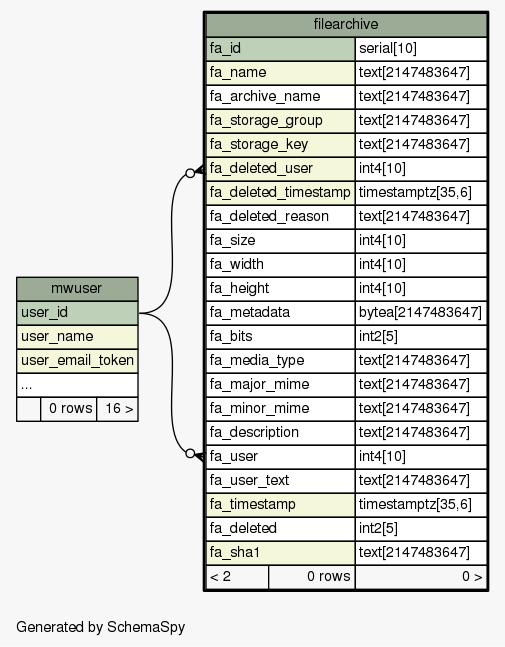 filearchive
fa_id serial[10]
fa_name text[2147483647]
fa_archive_name text[2147483647]
fa_storage_group text[2147483647]
fa_storage_key text[2147483647]
fa_deleted_user int4[10]
fa_deleted_timestamp timestamptz[35,6]
fa_deleted_reason text[2147483647]
fa_size int4[10]
fa_width int4[10]
fa_height int4[10]
fa_metadata bytea[2147483647]
fa_bits int2[5]
fa_media_type text[2147483647]
fa_major_mime text[2147483647]
fa_minor_mime text[2147483647]
fa_description text[2147483647]
fa_user int4[10]
fa_user_text text[2147483647]
fa_timestamp timestamptz[35,6]
fa_deleted int2[5]
fa_sha1 text[2147483647]
< 2 0 rows 0 >
mwuser
user_id
user_name
user_email_token
...
0 rows 16 >
Generated by SchemaSpy